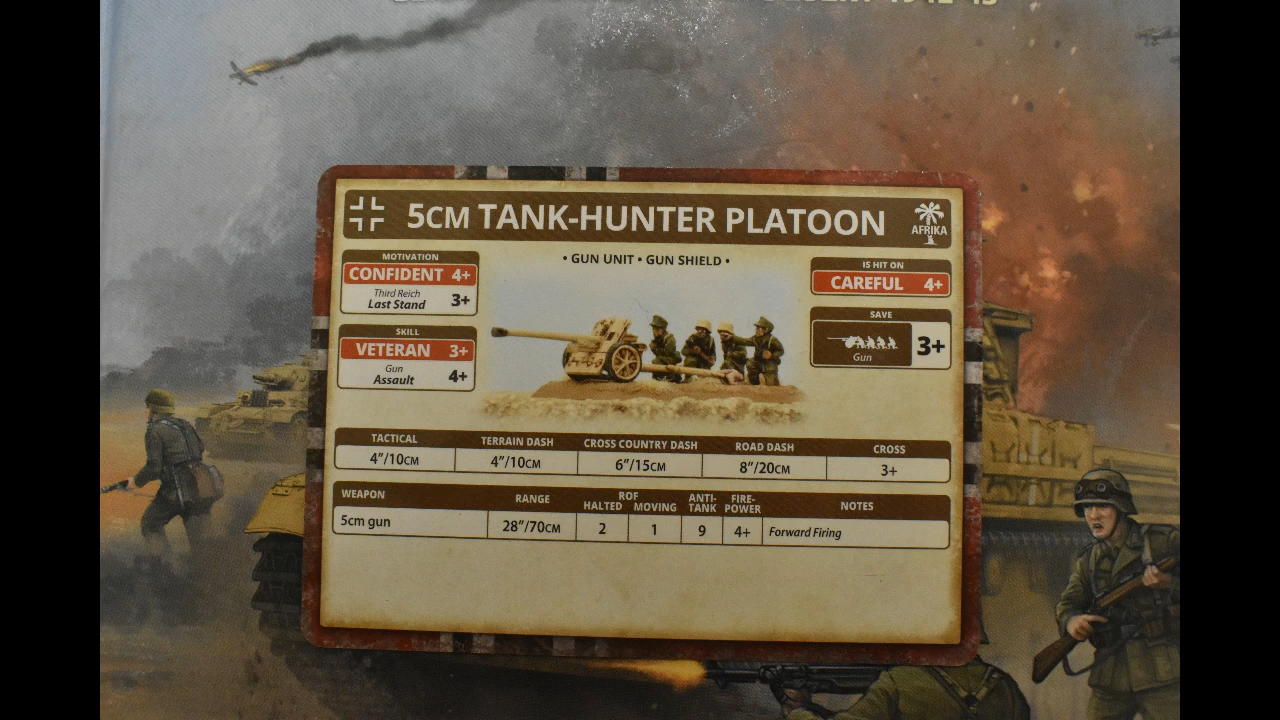 1942-43
5CM TANK-HUNTER PLATOON
AFRIKA
• GUN UNIT • GUN SHIELD •
MOTIVATION
CONFIDENT 4+
Third Reich
Last Stand 3+
SKILL
VETERAN 3+
Gun
Assault 4+
IS HIT ON
CAREFUL 4+
SAVE
Gun 3+
TACTICAL TERRAIN DASH CROSS COUNTRY DASH ROAD DASH CROSS
4”/10CM 4”/10CM 6”/15CM 8”/20CM 3+
WEAPON RANGE ROF HALTED MOVING ANTI-TANK FIRE-POWER NOTES
5cm gun 28”/70CM 2 1 9 4+ Forward Firing